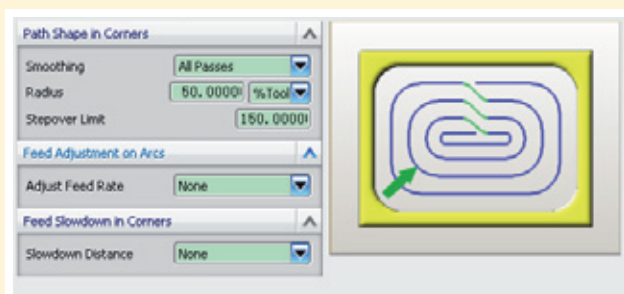 Path Shape in Corners
Smoothing All Passes
Radius 50.0000 %Tool
Stepover Limit 150.0000
Feed Adjustment on Arcs
Adjust Feed Rate None
Feed Slowdown in Corners
Slowdown Distance None